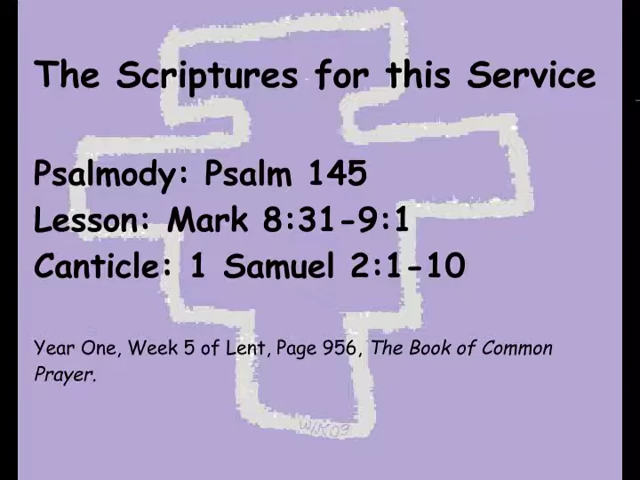 The Scriptures for this Service
Psalmody: Psalm 145
Lesson: Mark 8:31-9:1
Canticle: 1 Samuel 2:1-10
Year One, Week 5 of Lent, Page 956, The Book of Common
Prayer.